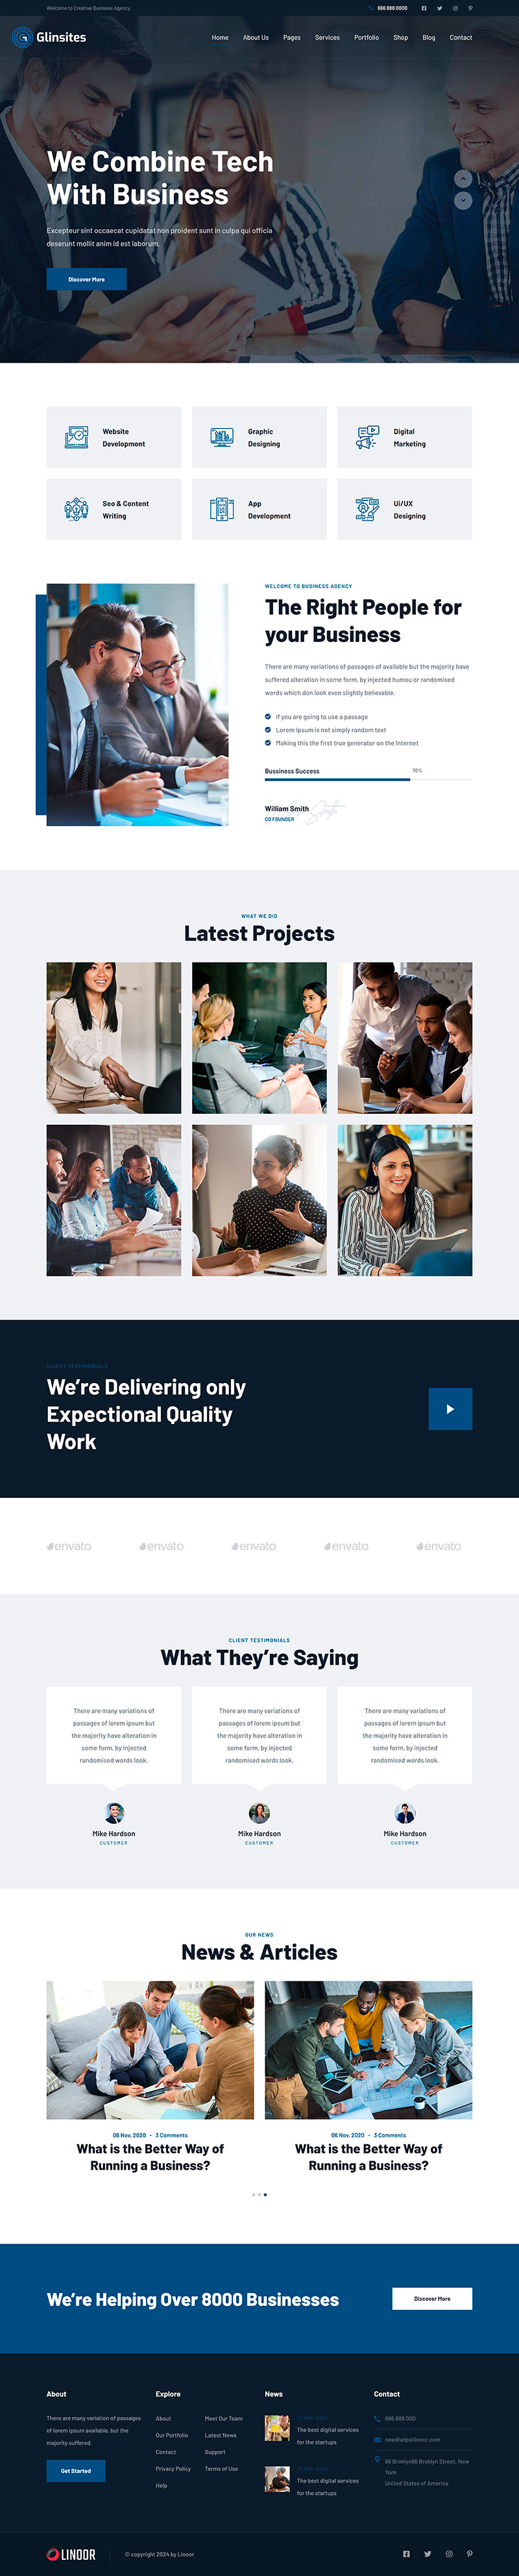 Welcome to Creative Buinsess Agency.
666 888 0000
Glinsites
Home About Us Pages Services Portfolio Shop Blog Contact
We Combine Tech
With Business
Excepteur sint occaecat cupidatat non proident sunt in culpa qui officia
deserunt mollit anim id est laborum.
Discover More
Website
Development
Graphic
Designing
Digital
Marketing
Seo & Content
Writing
App
Development
Ui/UX
Designing
WELCOME TO BUSINESS AGENCY
The Right People for
your Business
There are many variations of passages of available but the majority have
suffered alteration in some form, by injected humou or randomised
words which don look even slightly believable.
If you are going to use a passage
Lorem Ipsum is not simply random text
Making this the first true generator on the Internet
Bussiness Success 70%
William Smith
CO FOUNDER
WHAT WE DID
Latest Projects
CLIENT TESTIMONIALS
We're Delivering only
Expectional Quality
Work
envato envato envato envato envato
CLIENT TESTIMONIALS
What They're Saying
There are many variations of
passages of lorem ipsum but
the majority have alteration in
some form, by injected
randomised words look.
Mike Hardson
CUSTOMER
There are many variations of
passages of lorem ipsum but
the majority have alteration in
some form, by injected
randomised words look.
Mike Hardson
CUSTOMER
There are many variations of
passages of lorem ipsum but
the majority have alteration in
some form, by injected
randomised words look.
Mike Hardson
CUSTOMER
OUR NEWS
News & Articles
06 Nov, 2020 - 3 Comments
What is the Better Way of
Running a Business?
06 Nov, 2020 - 3 Comments
What is the Better Way of
Running a Business?
We're Helping Over 8000 Businesses
Discover More
About
There are many variation of passages
of lorem ipsum available, but the
majority suffered.
Get Started
Explore
About
Our Portfolio
Contact
Privacy Policy
Help
Meet Our Team
Latest News
Support
Terms of Use
News
The best digital services
for the startups
The best digital services
for the startups
Contact
666 888 000
needhelp@linoor.com
66 Broklyn66 Broklyn Street, New
York
United States of America
LINOOR
© copyright 2024 by Linoor